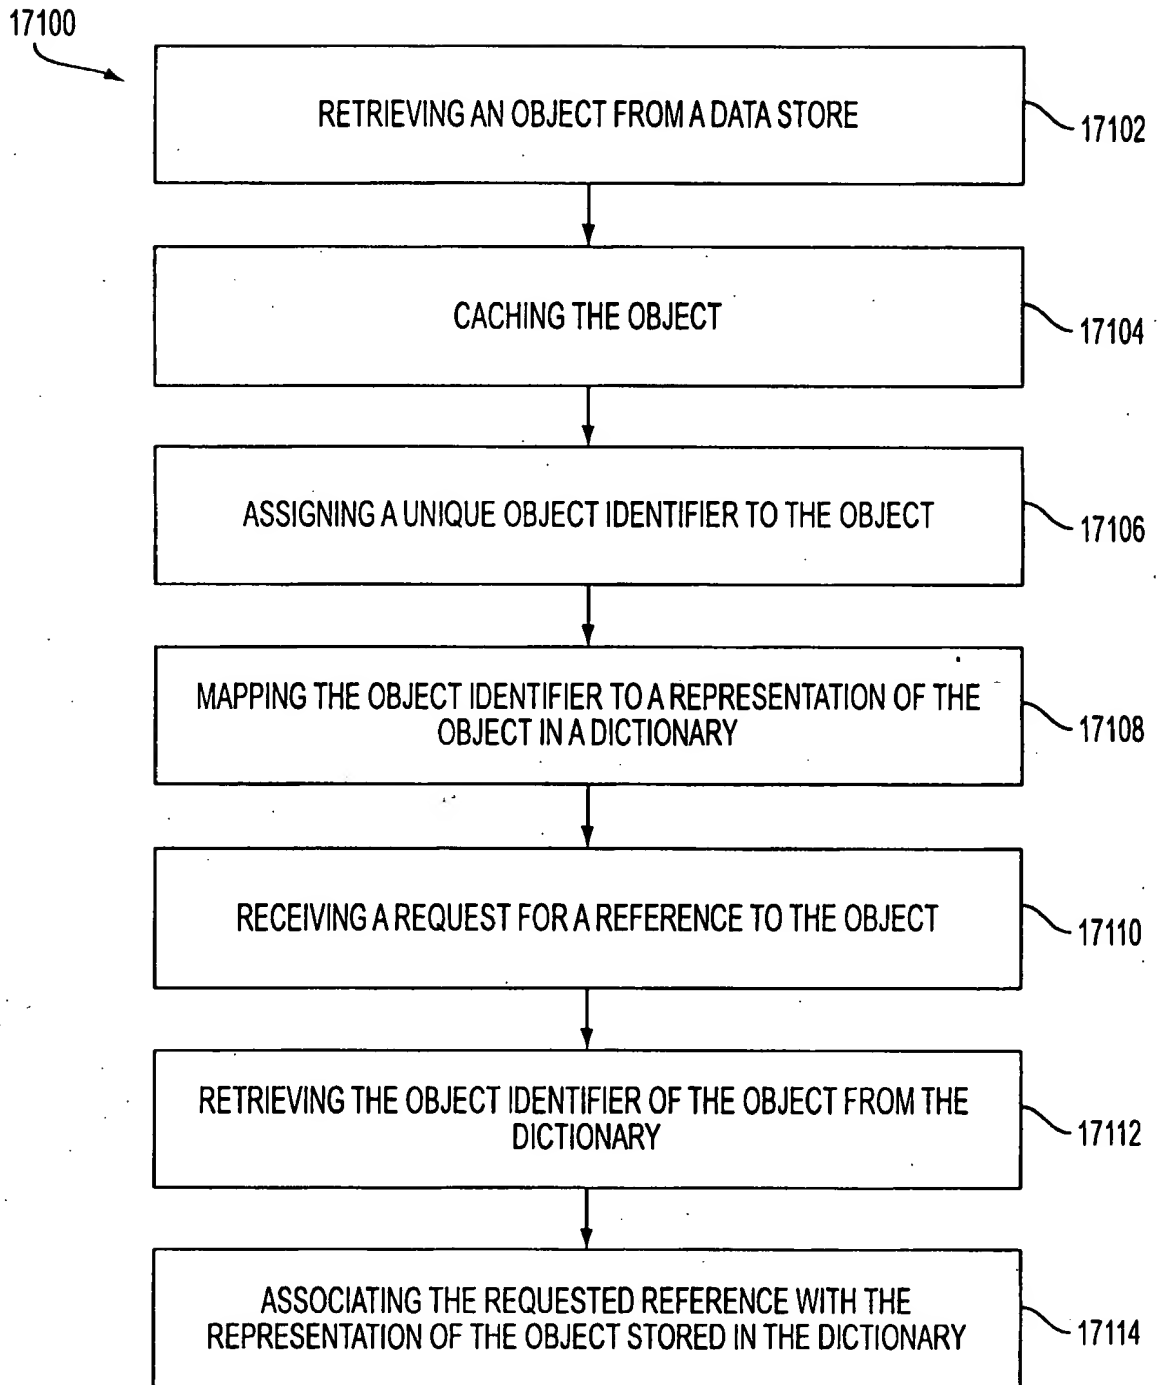 17100
RETRIEVING AN OBJECT FROM A DATA STORE
17102
CACHING THE OBJECT
17104
ASSIGNING A UNIQUE OBJECT IDENTIFIER TO THE OBJECT
17106
MAPPING THE OBJECT IDENTIFIER TO A REPRESENTATION OF THE
OBJECT IN A DICTIONARY
17108
RECEIVING A REQUEST FOR A REFERENCE TO THE OBJECT
17110
RETRIEVING THE OBJECT IDENTIFIER OF THE OBJECT FROM THE
DICTIONARY
17112
ASSOCIATING THE REQUESTED REFERENCE WITH THE
REPRESENTATION OF THE OBJECT STORED IN THE DICTIONARY
17114